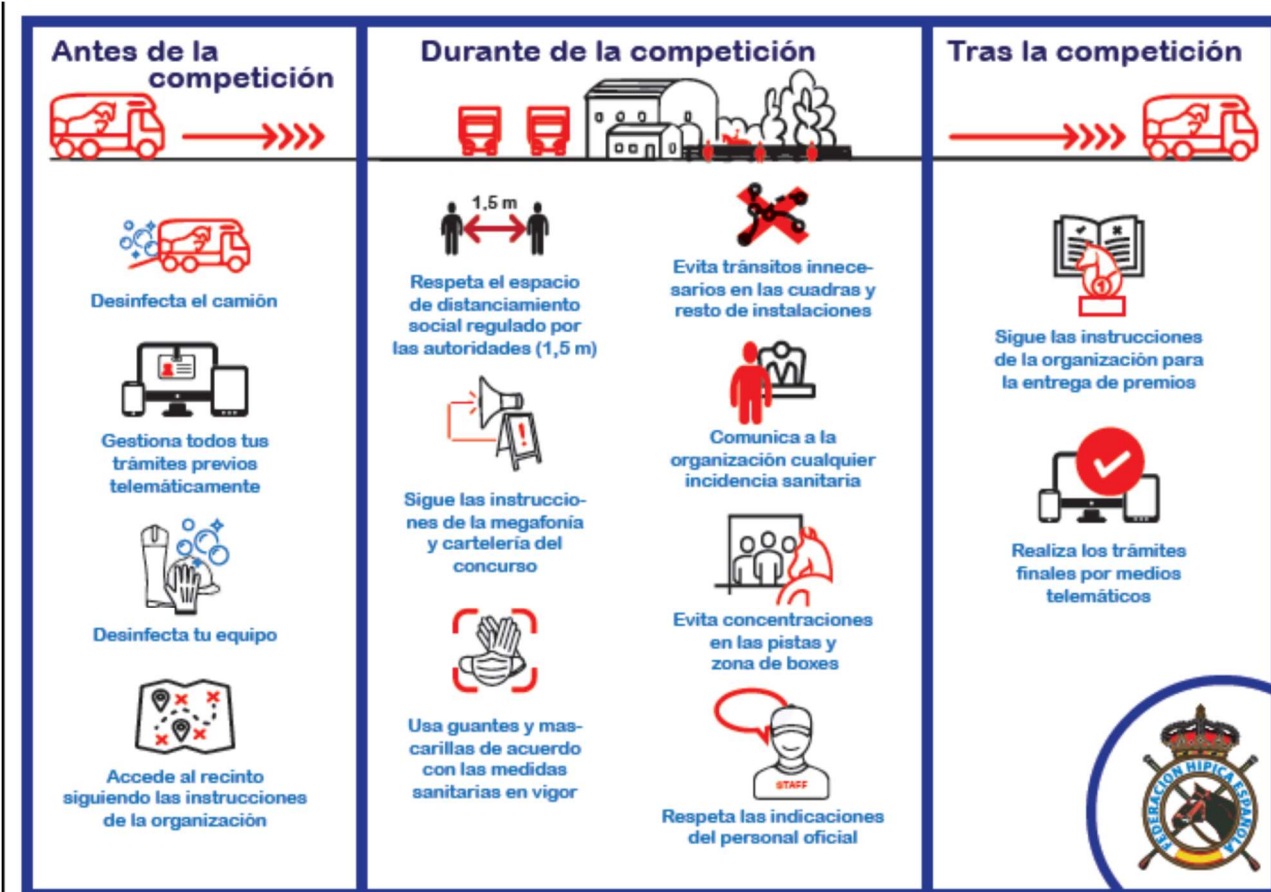 Antes de la
competición
Desinfecta el camión
Gestiona todos tus
trámites previos
telemáticamente
Desinfecta tu equipo
Accede al recinto
siguiendo las instrucciones
de la organización
Durante de la competición
1,5 m
Respeta el espacio
de distanciamiento
social regulado por
las autoridades (1,5 m)
Sigue las instruccio-
nes de la megafonía
y cartelería del
concurso
Usa guantes y mas-
carillas de acuerdo
con las medidas
sanitarias en vigor
Evita tránsitos innece-
sarios en las cuadras y
resto de instalaciones
Comunica a la
organización cualquier
incidencia sanitaria
Evita concentraciones
en las pistas y
zona de boxes
STAFF
Respeta las indicaciones
del personal oficial
Tras la competición
1
Sigue las instrucciones
de la organización para
la entrega de premios
Realiza los trámites
finales por medios
telemáticos
FEDERACION HIPICA ESPAÑOLA